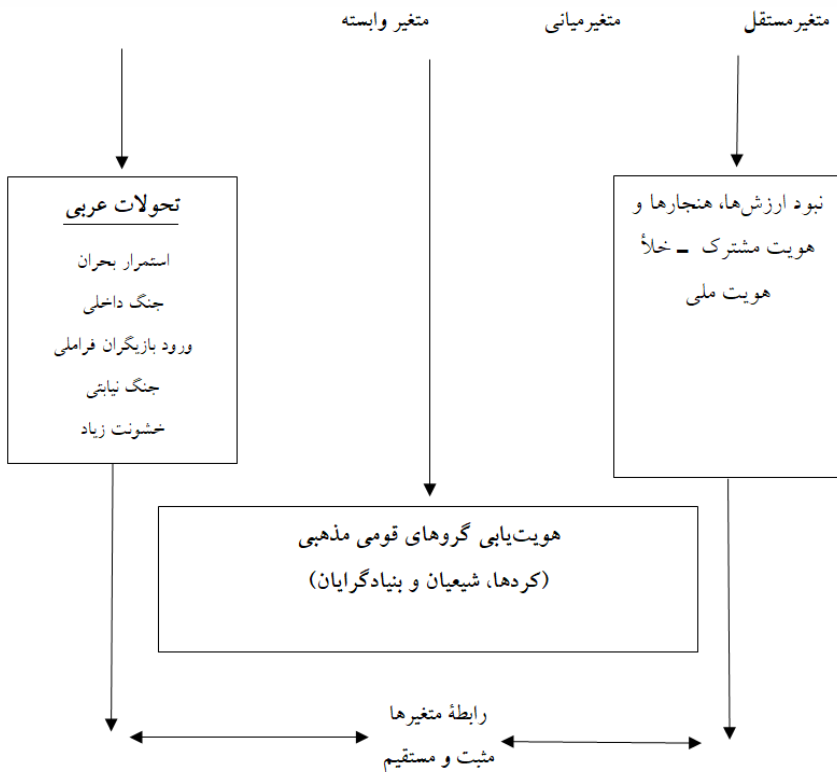 متغیرمستقل
متغیرمیانی
متغیر وابسته
نبود ارزش‌ها، هنجارها و
هویت مشترک – خلأ
هویت ملی
تحولات عربی
استمرار بحران
جنگ داخلی
ورود بازیگران فراملی
جنگ نیابتی
خشونت زیاد
هویت‌یابی گروهای قومی مذهبی
(کردها، شیعیان و بنیادگرایان)
رابطۀ متغیرها
مثبت و مستقیم